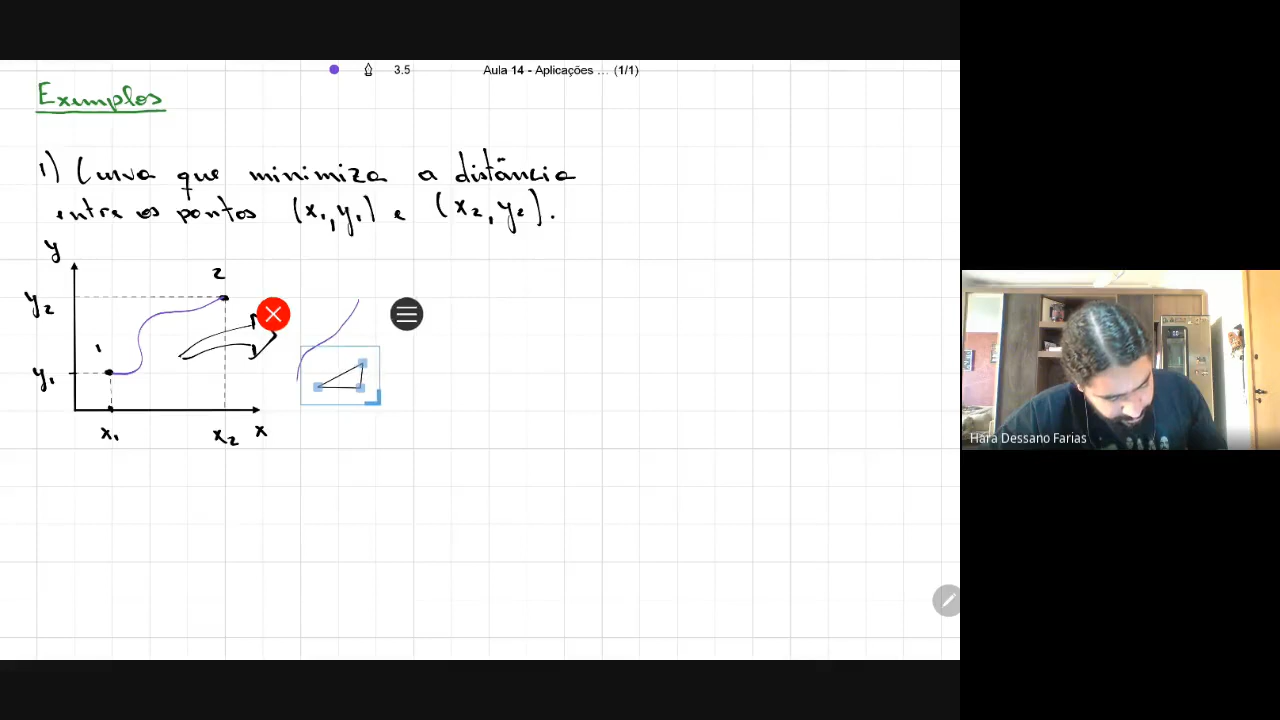 3.5 Aula 14 - Aplicações ... (1/1)
Exemplos
1) Curva que minimiza a distância
entre os pontos (x₁,y₁) e (x₂,y₂).
y
2
y₂
1
y₁
x₁ x₂ x
Hara Dessano Farias